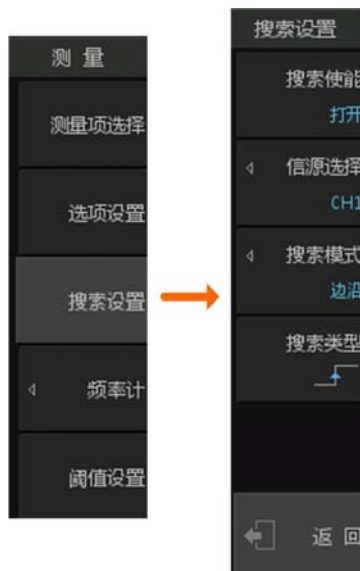 测 量
测量项选择
选项设置
搜索设置
频率计
阈值设置
搜索设置
搜索使能
打开
信源选择
CH1
搜索模式
边沿
搜索类型
返 回